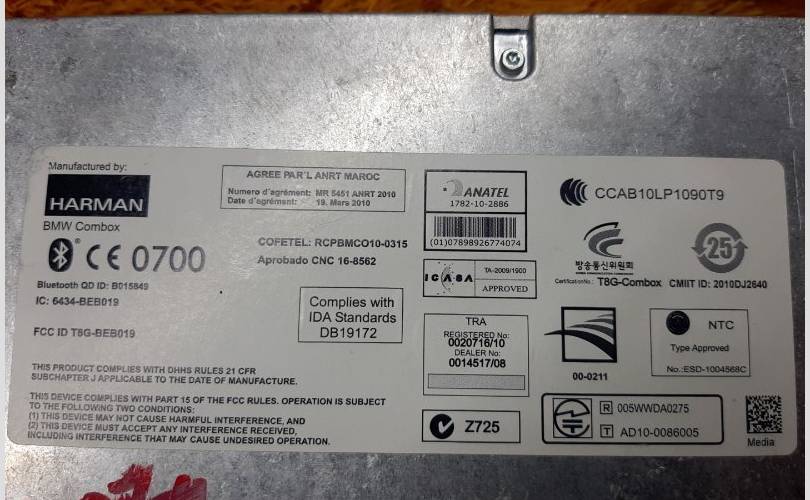 Manufactured by:
HARMAN
BMW Combox
CE 0700
Bluetooth QD ID: B015849
IC: 6434-BEB019
FCC ID T8G-BEB019
THIS PRODUCT COMPLIES WITH DHHS RULES 21 CFR
SUBCHAPTER J APPLICABLE TO THE DATE OF MANUFACTURE.
THIS DEVICE COMPLIES WITH PART 15 OF THE FCC RULES. OPERATION IS SUBJECT
TO THE FOLLOWING TWO CONDITIONS:
(1) THIS DEVICE MAY NOT CAUSE HARMFUL INTERFERENCE, AND
(2) THIS DEVICE MUST ACCEPT ANY INTERFERENCE RECEIVED,
INCLUDING INTERFERENCE THAT MAY CAUSE UNDESIRED OPERATION.
AGREE PAR'L ANRT MAROC
Numero d'agrément: MR 5451 ANRT 2010
Date d'agrément: 19. Mars 2010
COFETEL: RCPBMCO10-0315
Aprobado CNC 16-8562
Complies with
IDA Standards
DB19172
ANATEL
1782-10-2886
(01)07898926774074
ICASA
TA-2009/1900
APPROVED
TRA
REGISTERED No:
0020716/10
DEALER No:
0014517/08
Z725
CCAB10LP1090T9
방송통신위원회
CertificationNo.: T8G-Combox
25
CMIIT ID: 2010DJ2640
00-0211
NTC
Type Approved
No.:ESD-1004568C
R 005WWDA0275
T AD10-0086005
Media